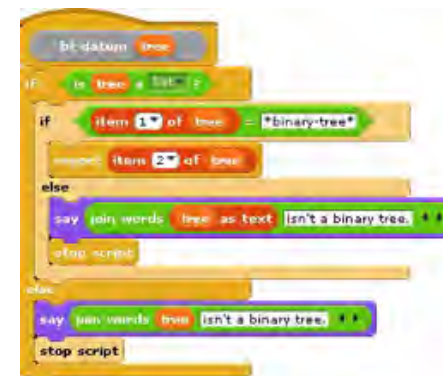 bt-datum tree
if is tree a list ?
if item 1 of tree = *binary-tree*
report item 2 of tree
else
say join words tree as text isn't a binary tree.
stop script
else
say join words tree isn't a binary tree.
stop script